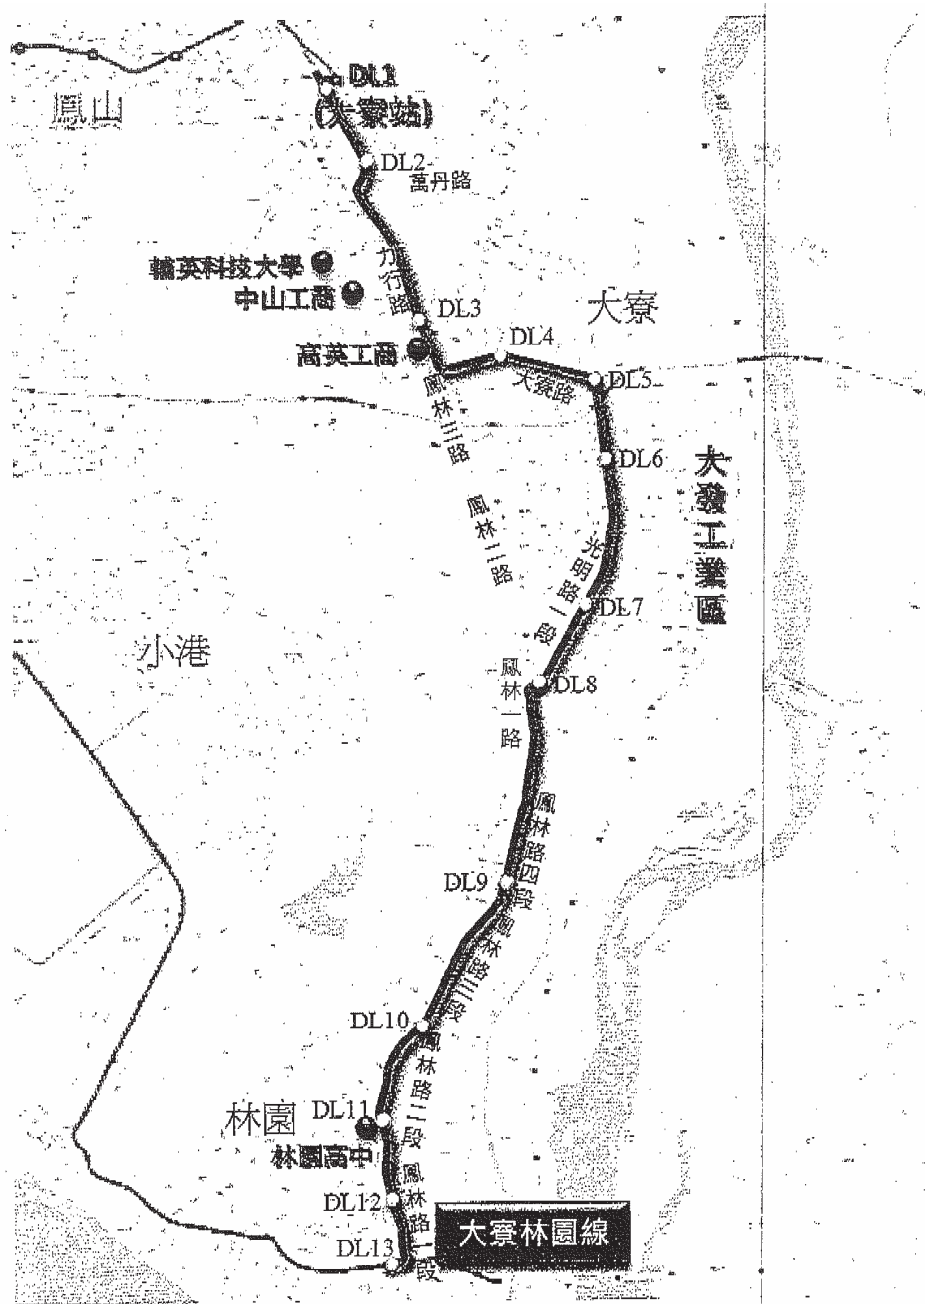 DL1
鳳山
(大寮站)
DL2
萬丹路
輔英科技大學
力行路
中山工商
DL3
大寮
DL4
高英工商
大寮路
DL5
鳳林三路
DL6
大發工業區
鳳林二路
光明路一段
DL7
小港
鳳林一路
DL8
鳳林路四段
DL9
鳳林路三段
DL10
鳳林路二段
林園
DL11
林園高中
鳳林路一段
DL12
大寮林園線
DL13